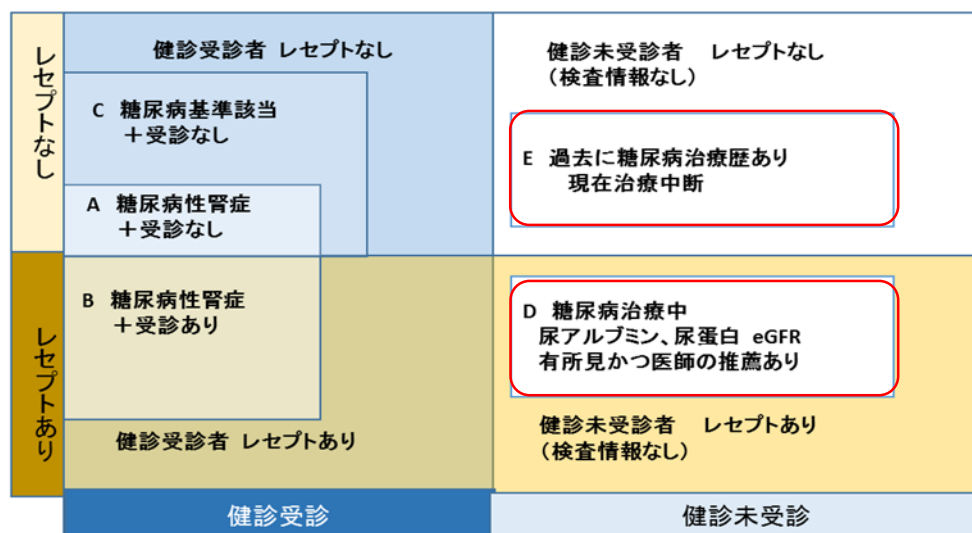 レセプトなし
健診受診者 レセプトなし
C 糖尿病基準該当
＋受診なし
A 糖尿病性腎症
＋受診なし
健診未受診者 レセプトなし
（検査情報なし）
E 過去に糖尿病治療歴あり
現在治療中断
レセプトあり
B 糖尿病性腎症
＋受診あり
健診受診者 レセプトあり
D 糖尿病治療中
尿アルブミン、尿蛋白 eGFR
有所見かつ医師の推薦あり
健診未受診者 レセプトあり
（検査情報なし）
健診受診
健診未受診